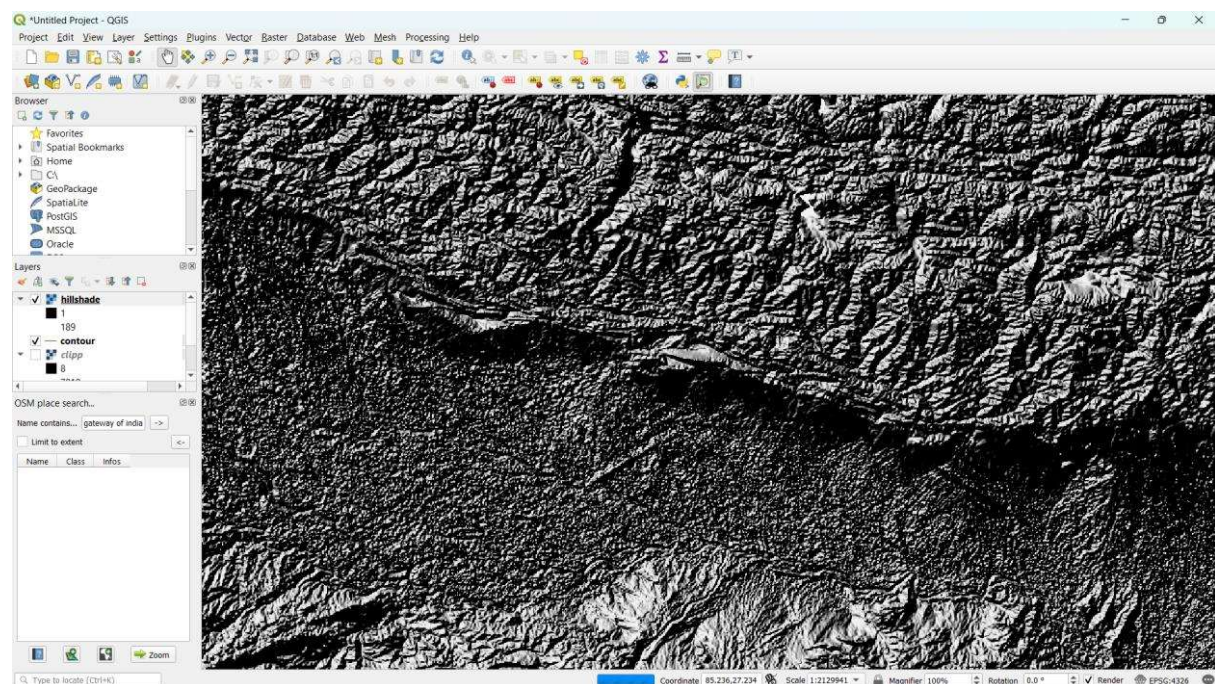 *Untitled Project - QGIS
Project Edit View Layer Settings Plugins Vector Raster Database Web Mesh Processing Help
Browser
Favorites
Spatial Bookmarks
Home
C:\
GeoPackage
SpatiaLite
PostGIS
MSSQL
Oracle
Layers
hillshade
1
189
contour
clipp
8
OSM place search...
Name contains... gateway of india ->
Limit to extent <-
Name Class Infos
Zoom
Type to locate (Ctrl+K)
Coordinate 85.236,27.234 Scale 1:2129941 Magnifier 100% Rotation 0.0 ° Render EPSG:4326